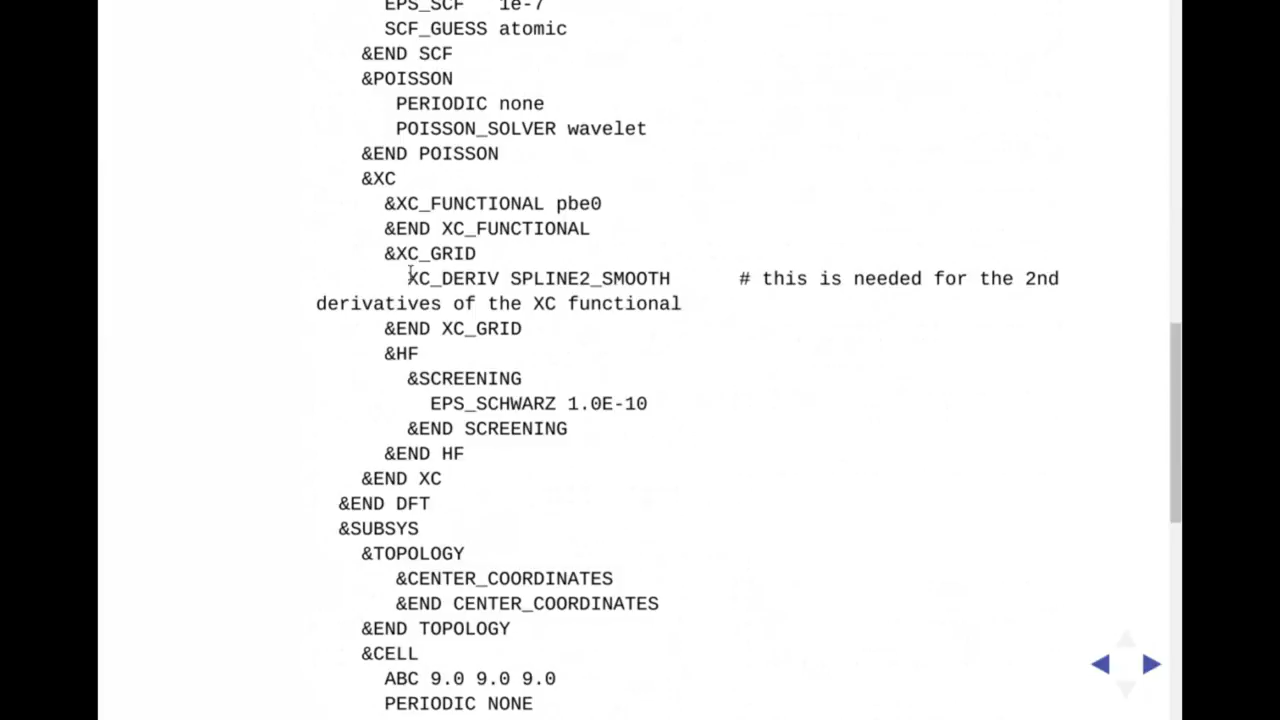 EPS_SCF   1e-7
SCF_GUESS atomic
&END SCF
&POISSON
PERIODIC none
POISSON_SOLVER wavelet
&END POISSON
&XC
&XC_FUNCTIONAL pbe0
&END XC_FUNCTIONAL
&XC_GRID
XC_DERIV SPLINE2_SMOOTH      # this is needed for the 2nd
derivatives of the XC functional
&END XC_GRID
&HF
&SCREENING
EPS_SCHWARZ 1.0E-10
&END SCREENING
&END HF
&END XC
&END DFT
&SUBSYS
&TOPOLOGY
&CENTER_COORDINATES
&END CENTER_COORDINATES
&END TOPOLOGY
&CELL
ABC 9.0 9.0 9.0
PERIODIC NONE